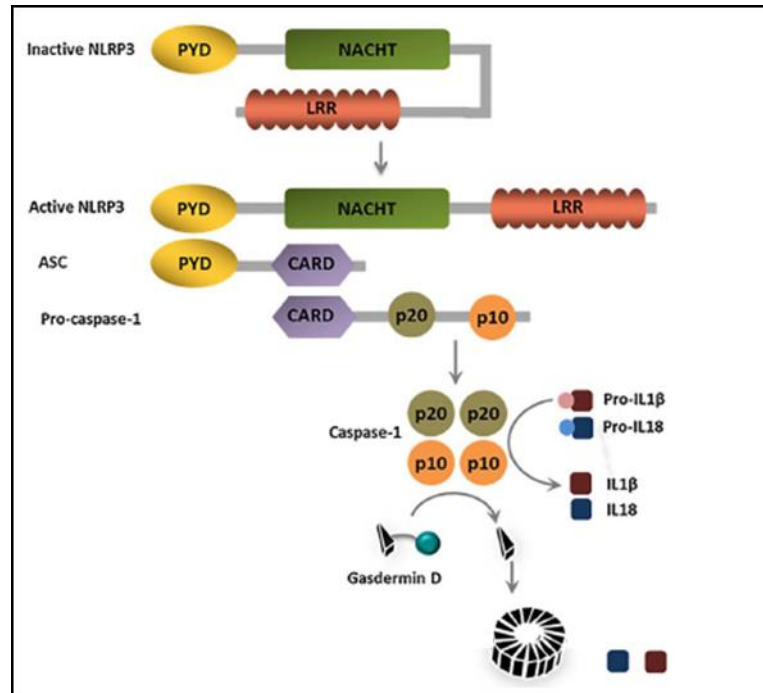 Inactive NLRP3 PYD NACHT
LRR
Active NLRP3 PYD NACHT LRR
ASC PYD CARD
Pro-caspase-1 CARD p20 p10
Caspase-1 p20 p20
p10 p10
Pro-IL1β
Pro-IL18
IL1β
IL18
Gasdermin D